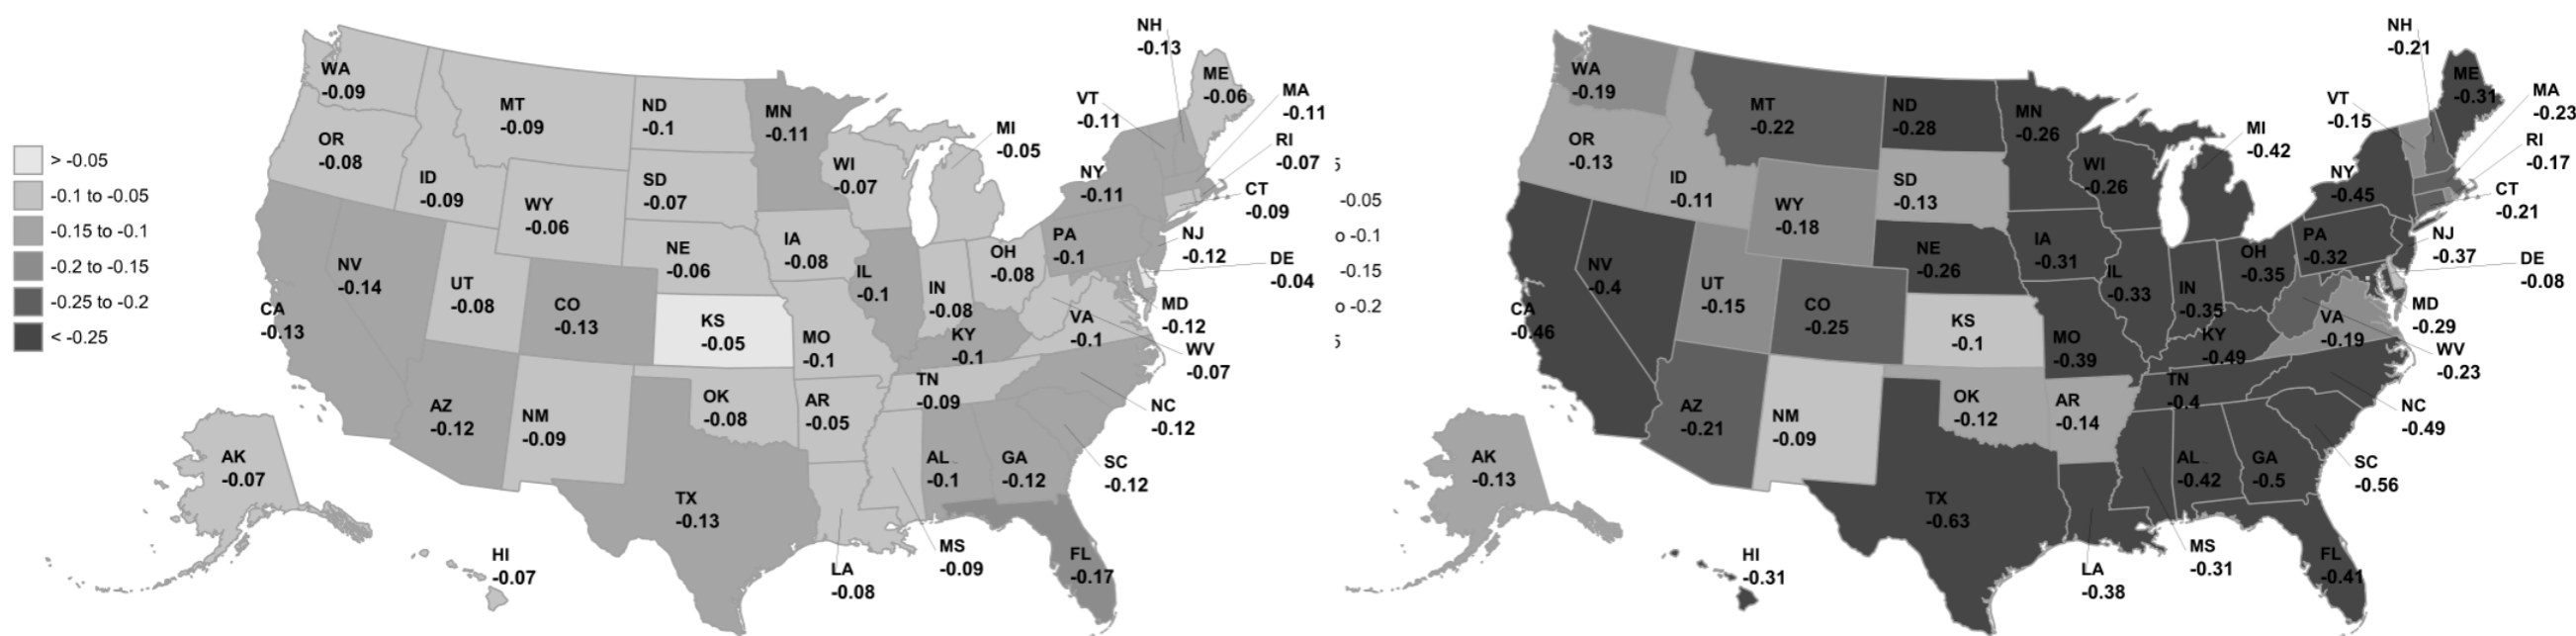 > -0.05
-0.1 to -0.05
-0.15 to -0.1
-0.2 to -0.15
-0.25 to -0.2
< -0.25
WA
-0.09
OR
-0.08
CA
-0.13
NV
-0.14
ID
-0.09
MT
-0.09
WY
-0.06
UT
-0.08
AZ
-0.12
CO
-0.13
NM
-0.09
ND
-0.1
SD
-0.07
NE
-0.06
KS
-0.05
OK
-0.08
TX
-0.13
MN
-0.11
IA
-0.08
MO
-0.1
AR
-0.05
LA
-0.08
WI
-0.07
IL
-0.1
IN
-0.08
MI
-0.05
OH
-0.08
KY
-0.1
TN
-0.09
MS
-0.09
AL
-0.1
GA
-0.12
FL
-0.17
SC
-0.12
NC
-0.12
VA
-0.1
WV
-0.07
MD
-0.12
DE
-0.04
PA
-0.1
NJ
-0.12
NY
-0.11
CT
-0.09
RI
-0.07
MA
-0.11
VT
-0.11
NH
-0.13
ME
-0.06
AK
-0.07
HI
-0.07
5
-0.05
o -0.1
-0.15
o -0.2
5
WA
-0.19
OR
-0.13
CA
-0.46
NV
-0.4
ID
-0.11
MT
-0.22
WY
-0.18
UT
-0.15
AZ
-0.21
CO
-0.25
NM
-0.09
ND
-0.28
SD
-0.13
NE
-0.26
KS
-0.1
OK
-0.12
TX
-0.63
MN
-0.26
IA
-0.31
MO
-0.39
AR
-0.14
LA
-0.38
WI
-0.26
IL
-0.33
IN
-0.35
MI
-0.42
OH
-0.35
KY
-0.49
TN
-0.4
MS
-0.31
AL
-0.42
GA
-0.5
FL
-0.41
SC
-0.56
NC
-0.49
VA
-0.19
WV
-0.23
MD
-0.29
DE
-0.08
PA
-0.32
NJ
-0.37
NY
-0.45
CT
-0.21
RI
-0.17
MA
-0.23
VT
-0.15
NH
-0.21
ME
-0.31
AK
-0.13
HI
-0.31